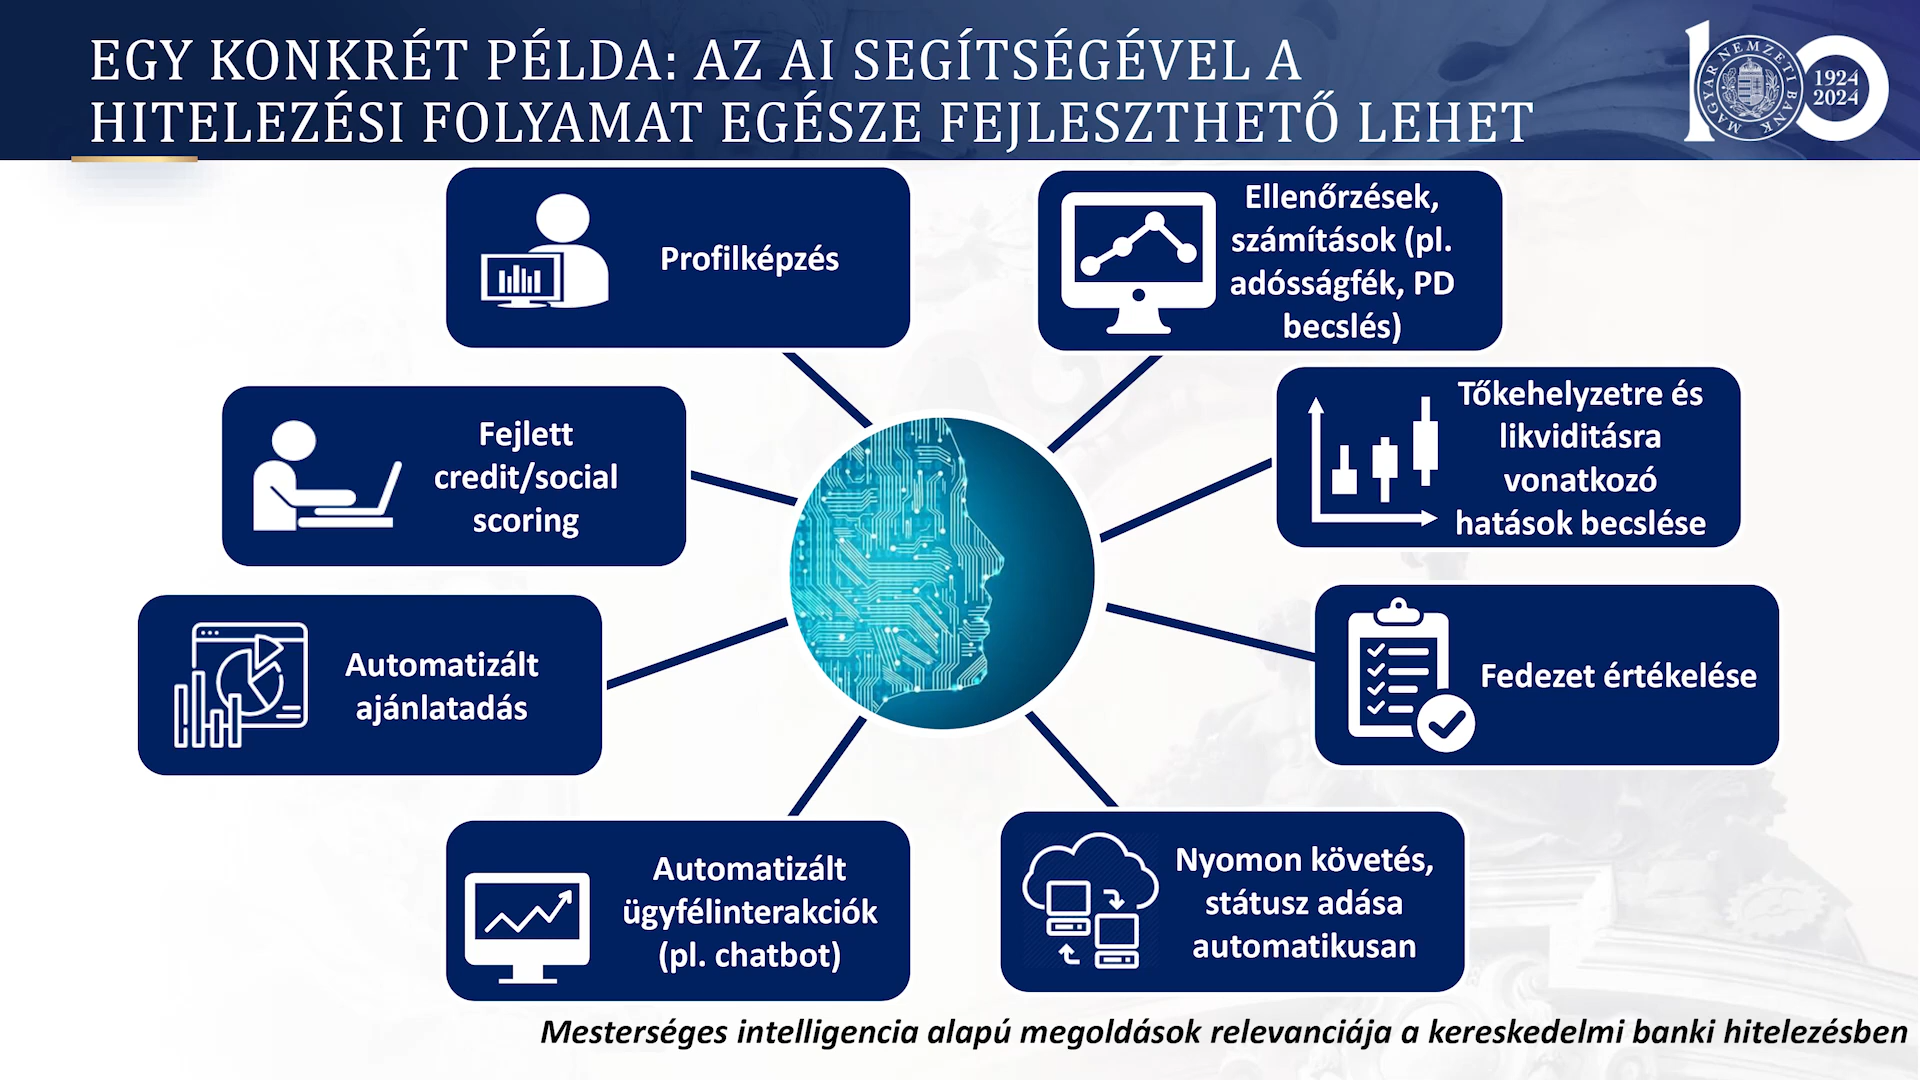 EGY KONKRÉT PÉLDA: AZ AI SEGÍTSÉGÉVEL A
HITELEZÉSI FOLYAMAT EGÉSZE FEJLESZTHETŐ LEHET
MAGYAR NEMZETI BANK
1924
2024
Profilképzés
Ellenőrzések,
számítások (pl.
adósságfék, PD
becslés)
Fejlett
credit/social
scoring
Tőkehelyzetre és
likviditásra
vonatkozó
hatások becslése
Automatizált
ajánlatadás
Fedezet értékelése
Automatizált
ügyfélinterakciók
(pl. chatbot)
Nyomon követés,
státusz adása
automatikusan
Mesterséges intelligencia alapú megoldások relevanciája a kereskedelmi banki hitelezésben